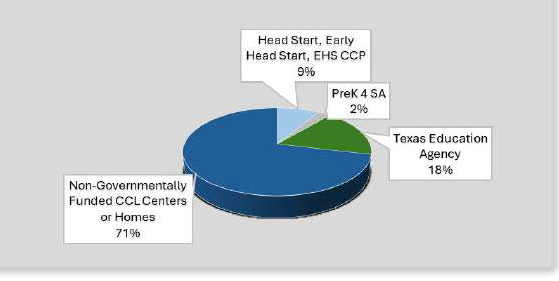 Head Start, Early
Head Start, EHS CCP
9%
PreK 4 SA
2%
Texas Education
Agency
18%
Non-Governmentally
Funded CCL Centers
or Homes
71%